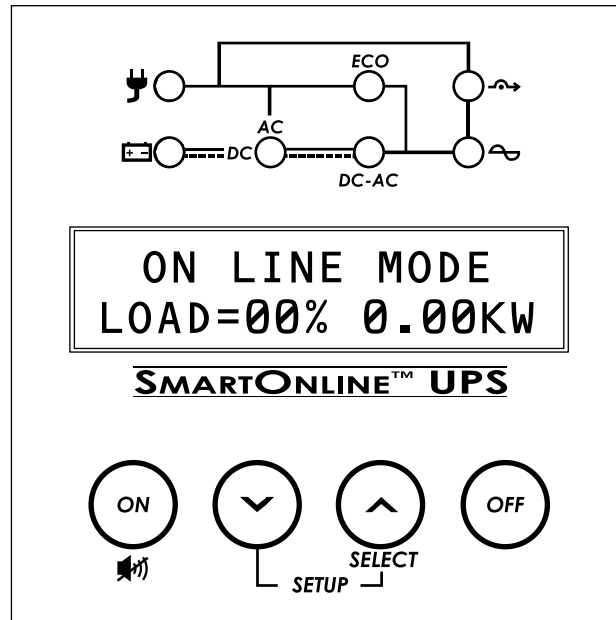 ECO
AC
DC
DC-AC
ON LINE MODE
LOAD=00% 0.00KW
SMARTONLINE™ UPS
ON
OFF
SELECT
SETUP